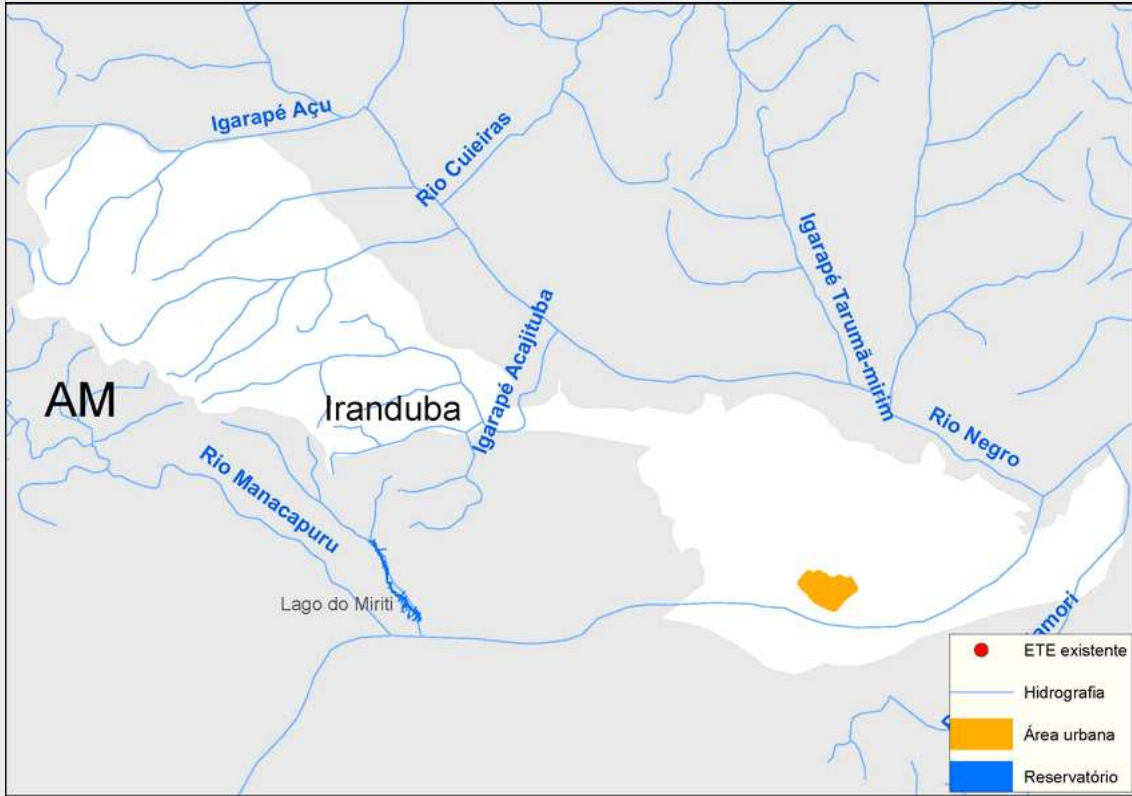 Igarapé Açu
Rio Cuieiras
Igarapé Tarumã-mirim
Igarapé Acajituba
AM
Iranduba
Rio Negro
Rio Manacapuru
Lago do Miriti
ETE existente
Hidrografia
Área urbana
Reservatório